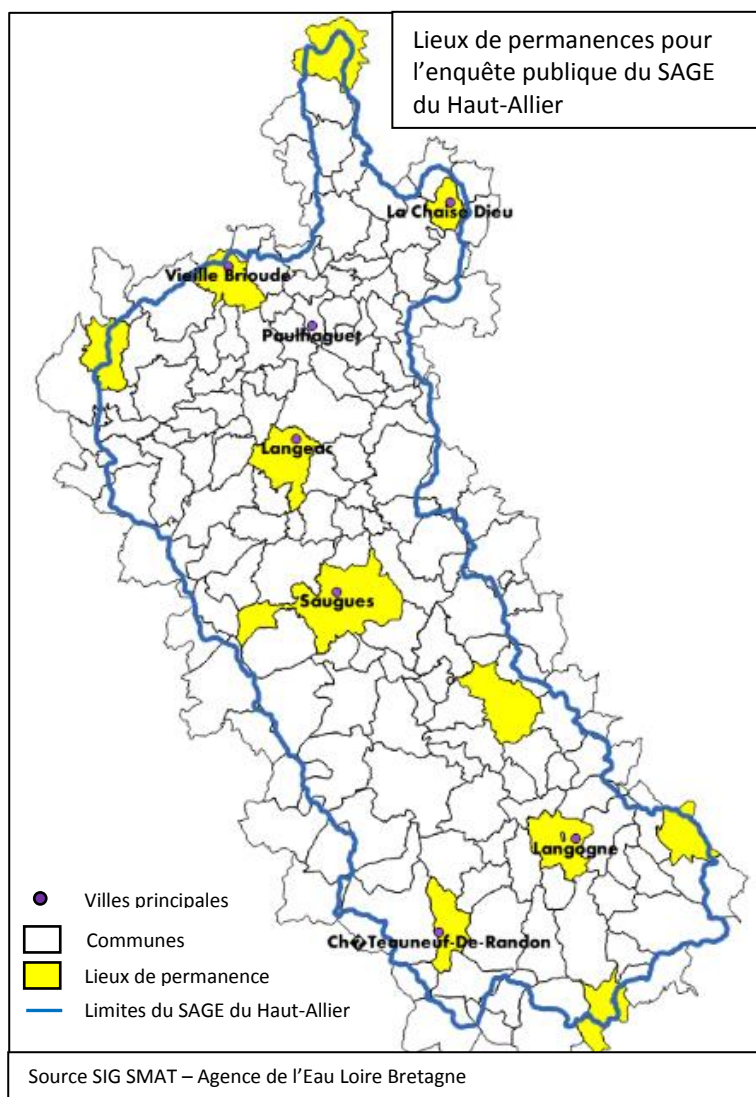 Lieux de permanences pour
l’enquête publique du SAGE
du Haut-Allier
La Chaise Dieu
Vieille Brioude
Paulhaguet
Langeac
Saugues
Langogne
Ch�Teauneuf-De-Randon
Villes principales
Communes
Lieux de permanence
Limites du SAGE du Haut-Allier
Source SIG SMAT – Agence de l’Eau Loire Bretagne